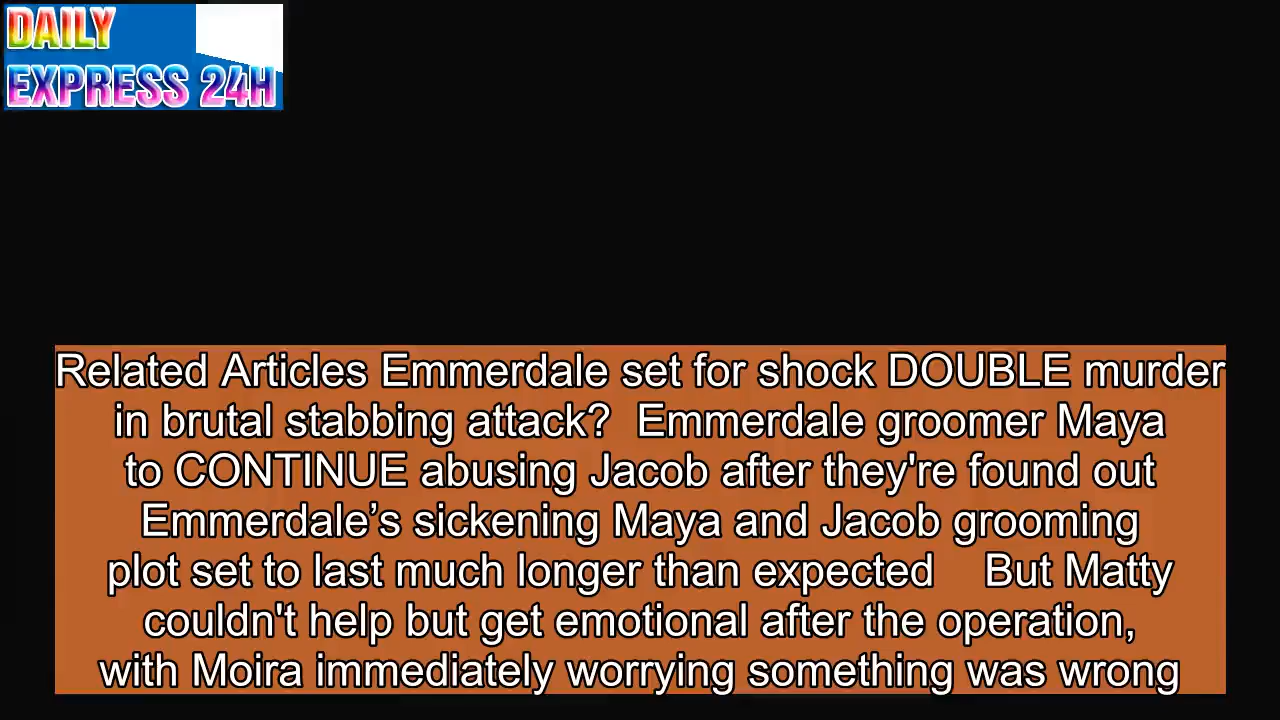 DAILY
EXPRESS 24H
Related Articles Emmerdale set for shock DOUBLE murder
in brutal stabbing attack?  Emmerdale groomer Maya
to CONTINUE abusing Jacob after they're found out
Emmerdale’s sickening Maya and Jacob grooming
plot set to last much longer than expected    But Matty
couldn't help but get emotional after the operation,
with Moira immediately worrying something was wrong